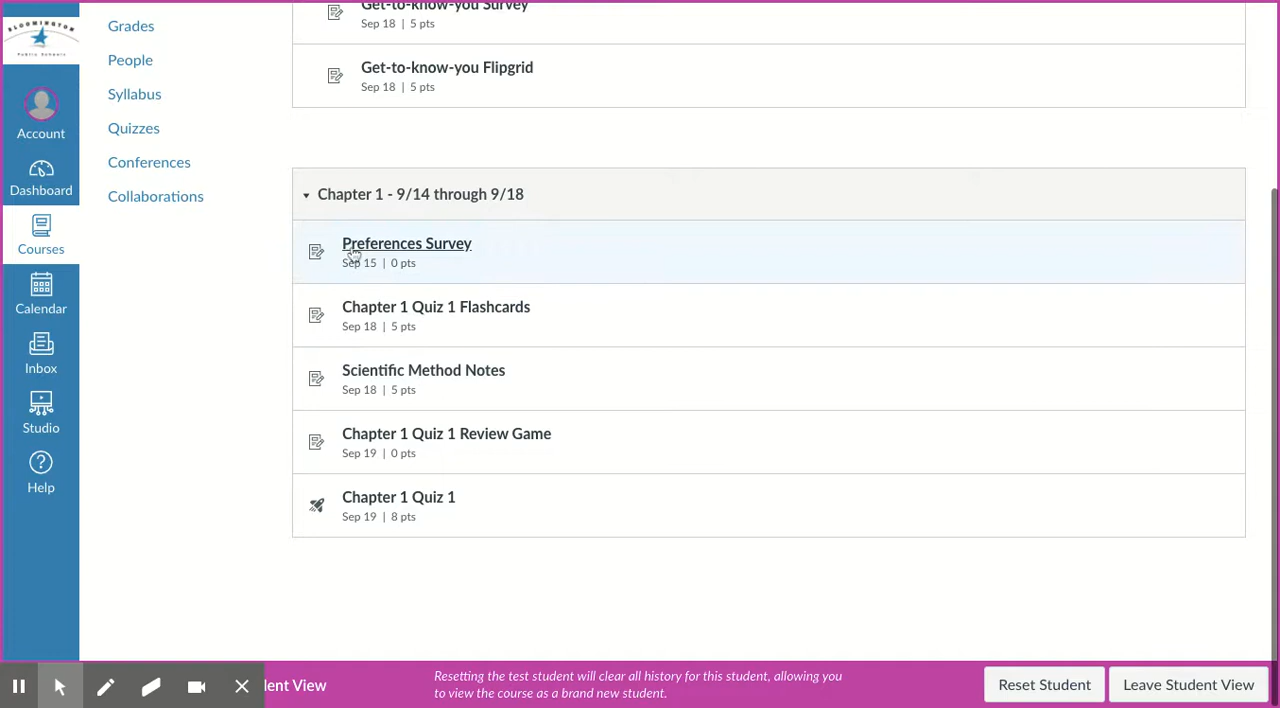 BLOOMINGTON
Public Schools
Account
Dashboard
Courses
Calendar
Inbox
Studio
Help
Grades
People
Syllabus
Quizzes
Conferences
Collaborations
Get-to-know-you Survey
Sep 18 | 5 pts
Get-to-know-you Flipgrid
Sep 18 | 5 pts
Chapter 1 - 9/14 through 9/18
Preferences Survey
Sep 15 | 0 pts
Chapter 1 Quiz 1 Flashcards
Sep 18 | 5 pts
Scientific Method Notes
Sep 18 | 5 pts
Chapter 1 Quiz 1 Review Game
Sep 19 | 0 pts
Chapter 1 Quiz 1
Sep 19 | 8 pts
dent View
Resetting the test student will clear all history for this student, allowing you
to view the course as a brand new student.
Reset Student
Leave Student View